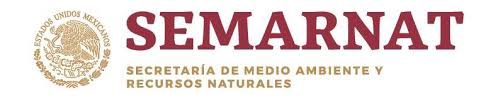 ESTADOS UNIDOS MEXICANOS
SEMARNAT
SECRETARÍA DE MEDIO AMBIENTE Y
RECURSOS NATURALES